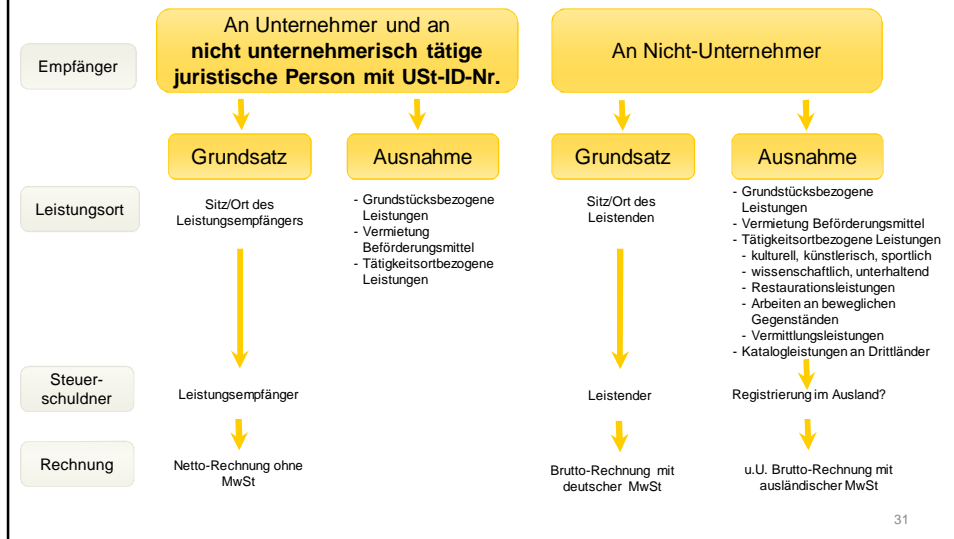 Empfänger
An Unternehmer und an
nicht unternehmerisch tätige
juristische Person mit USt-ID-Nr.
An Nicht-Unternehmer
Grundsatz
Ausnahme
Grundsatz
Ausnahme
Leistungsort
Sitz/Ort des
Leistungsempfängers
- Grundstücksbezogene
Leistungen
- Vermietung
Beförderungsmittel
- Tätigkeitsortbezogene
Leistungen
Sitz/Ort des
Leistenden
- Grundstücksbezogene
Leistungen
- Vermietung Beförderungsmittel
- Tätigkeitsortbezogene Leistungen
- kulturell, künstlerisch, sportlich
- wissenschaftlich, unterhaltend
- Restaurationsleistungen
- Arbeiten an beweglichen
Gegenständen
- Vermittlungsleistungen
- Katalogleistungen an Drittländer
Steuer-
schuldner
Leistungsempfänger
Leistender
Registrierung im Ausland?
Rechnung
Netto-Rechnung ohne
MwSt
Brutto-Rechnung mit
deutscher MwSt
u.U. Brutto-Rechnung mit
ausländischer MwSt
31